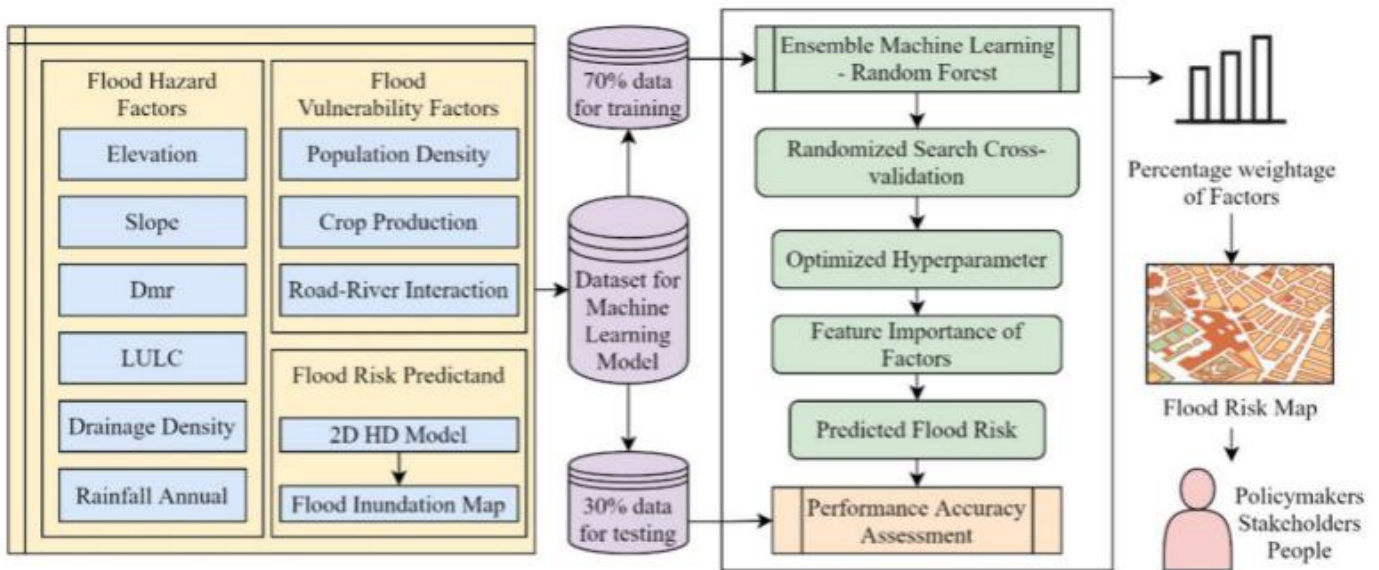 Flood Hazard
Factors
Elevation
Slope
Dmr
LULC
Drainage Density
Rainfall Annual
Flood
Vulnerability Factors
Population Density
Crop Production
Road-River Interaction
Flood Risk Predictand
2D HD Model
Flood Inundation Map
70% data
for training
Dataset for
Machine
Learning
Model
30% data
for testing
Ensemble Machine Learning
- Random Forest
Randomized Search Cross-
validation
Optimized Hyperparameter
Feature Importance of
Factors
Predicted Flood Risk
Performance Accuracy
Assessment
Percentage weightage
of Factors
Flood Risk Map
Policymakers
Stakeholders
People